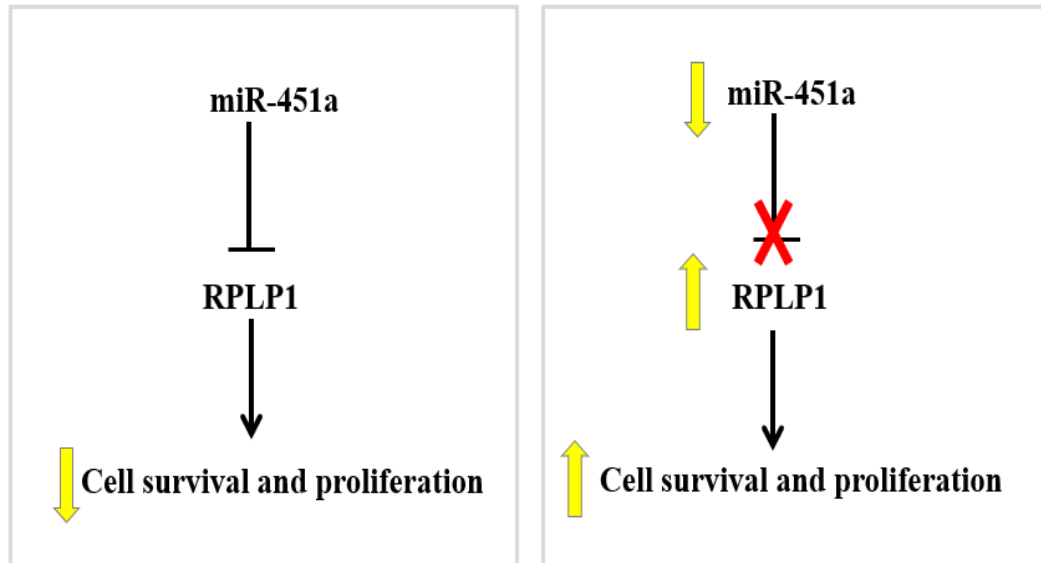 miR-451a
RPLP1
Cell survival and proliferation
miR-451a
RPLP1
Cell survival and proliferation